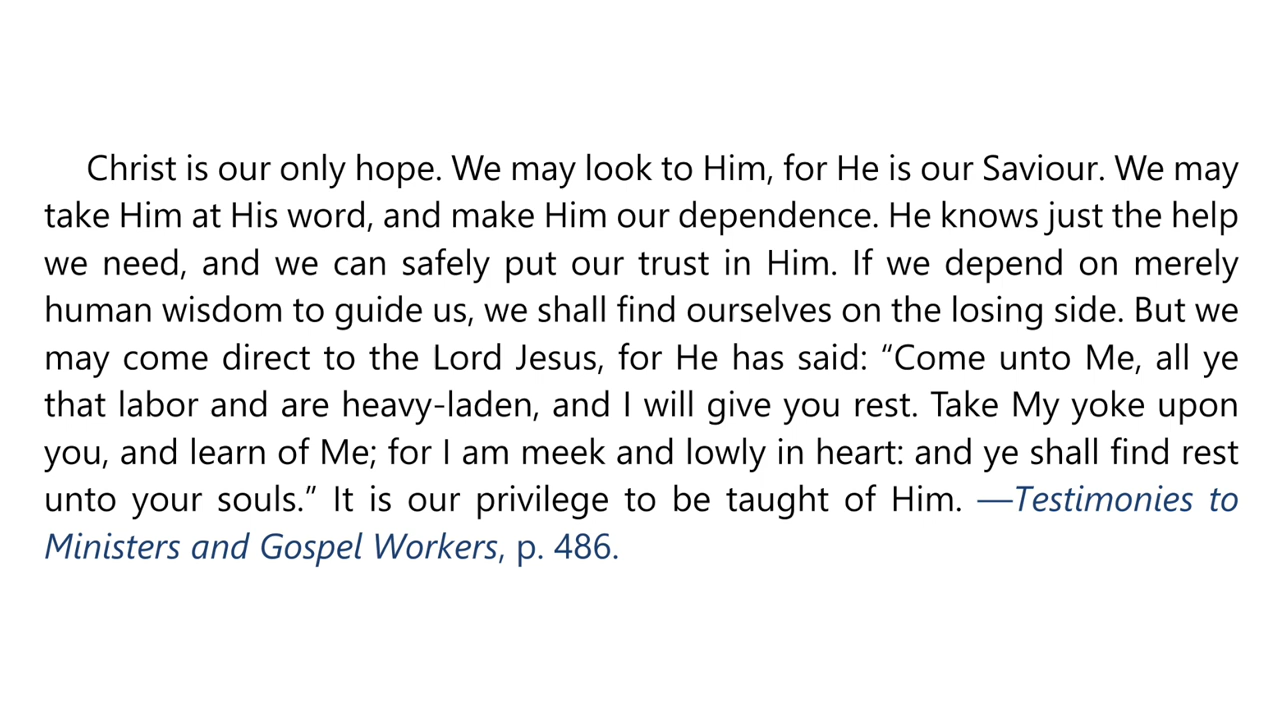 Christ is our only hope. We may look to Him, for He is our Saviour. We may
take Him at His word, and make Him our dependence. He knows just the help
we need, and we can safely put our trust in Him. If we depend on merely
human wisdom to guide us, we shall find ourselves on the losing side. But we
may come direct to the Lord Jesus, for He has said: “Come unto Me, all ye
that labor and are heavy-laden, and I will give you rest. Take My yoke upon
you, and learn of Me; for I am meek and lowly in heart: and ye shall find rest
unto your souls.” It is our privilege to be taught of Him. —Testimonies to
Ministers and Gospel Workers, p. 486.